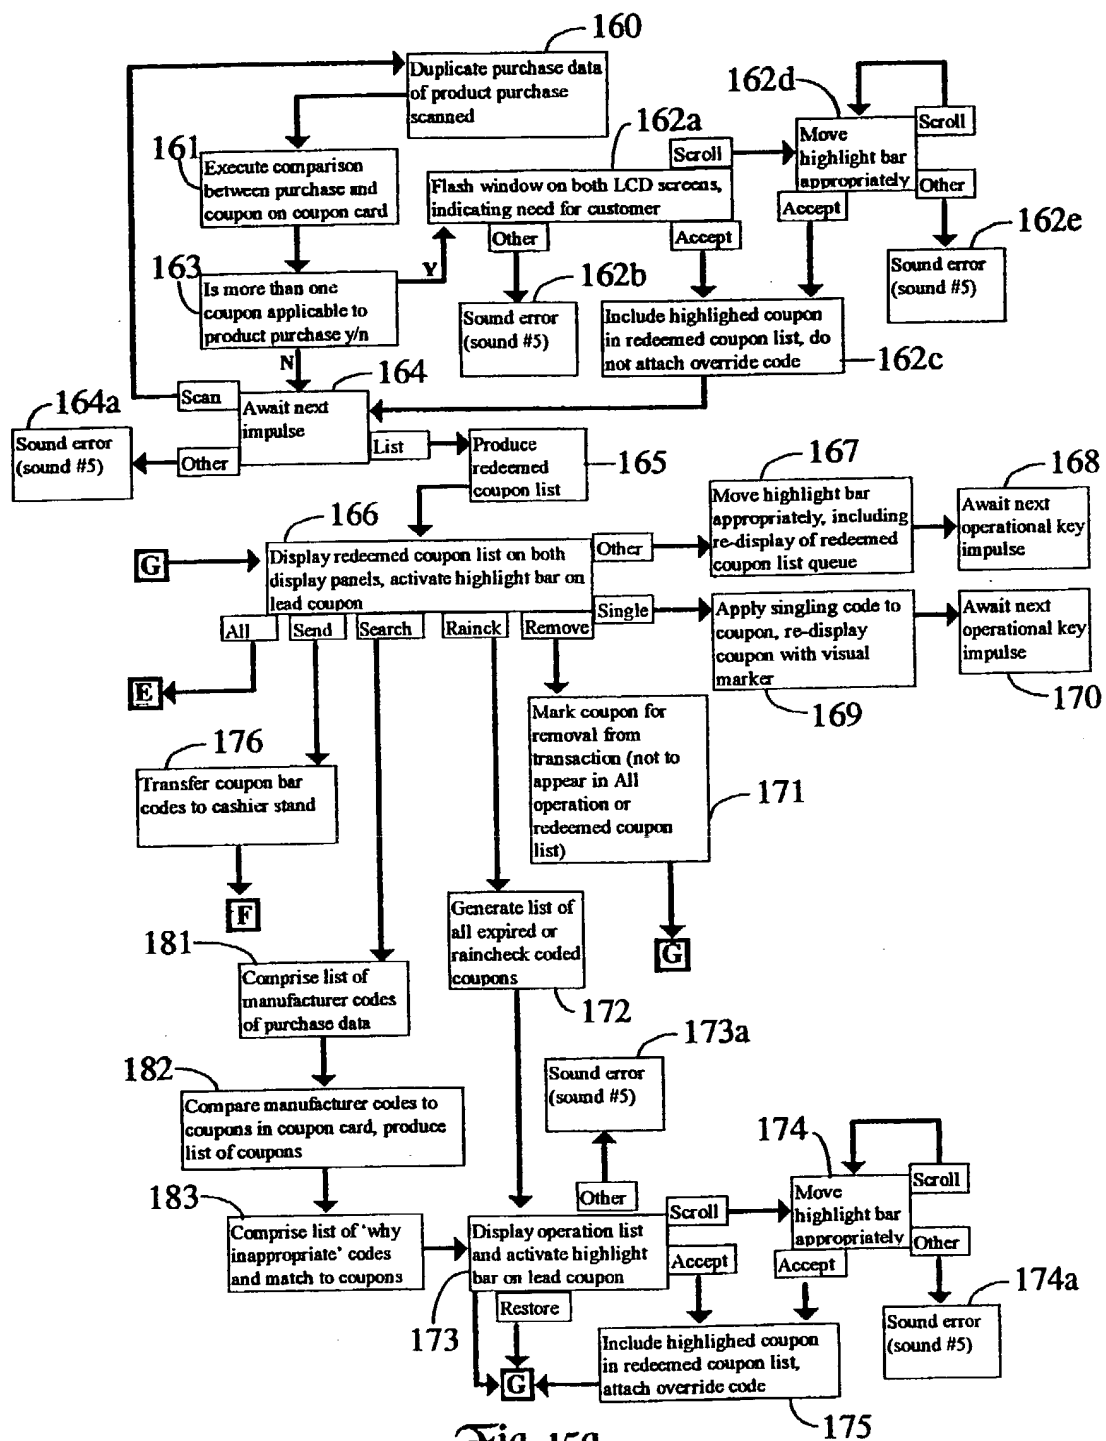 160
Duplicate purchase data
of product purchase
scanned
161
Execute comparison
between purchase and
coupon on coupon card
162a
Scroll
Flash window on both LCD screens,
indicating need for customer
Other
Accept
162d
Move
highlight bar
appropriately
Scroll
Other
Accept
162e
Sound error
(sound #5)
163
Is more than one
coupon applicable to
product purchase y/n
Y
N
162b
Sound error
(sound #5)
Include highlighed coupon
in redeemed coupon list, do
not attach override code
162c
164
Scan
Await next
impulse
Other
List
164a
Sound error
(sound #5)
Produce
redeemed
coupon list
165
166
G
Display redeemed coupon list on both
display panels, activate highlight bar on
lead coupon
Other
Single
All
Send
Search
Rainck
Remove
167
Move highlight bar
appropriately, including
re-display of redeemed
coupon list queue
168
Await next
operational key
impulse
Apply singling code to
coupon, re-display
coupon with visual
marker
169
Await next
operational key
impulse
170
E
176
Transfer coupon bar
codes to cashier stand
F
Mark coupon for
removal from
transaction (not to
appear in All
operation or
redeemed coupon
list)
171
G
Generate list of
all expired or
raincheck coded
coupons
172
181
Comprise list of
manufacturer codes
of purchase data
182
Compare manufacturer codes to
coupons in coupon card, produce
list of coupons
183
Comprise list of 'why
inappropriate' codes
and match to coupons
173a
Sound error
(sound #5)
Other
Display operation list
and activate highlight
bar on lead coupon
Scroll
Accept
Restore
173
174
Move
highlight bar
appropriately
Scroll
Other
Accept
174a
Sound error
(sound #5)
G
Include highlighed coupon
in redeemed coupon list,
attach override code
175
Fig. 15a